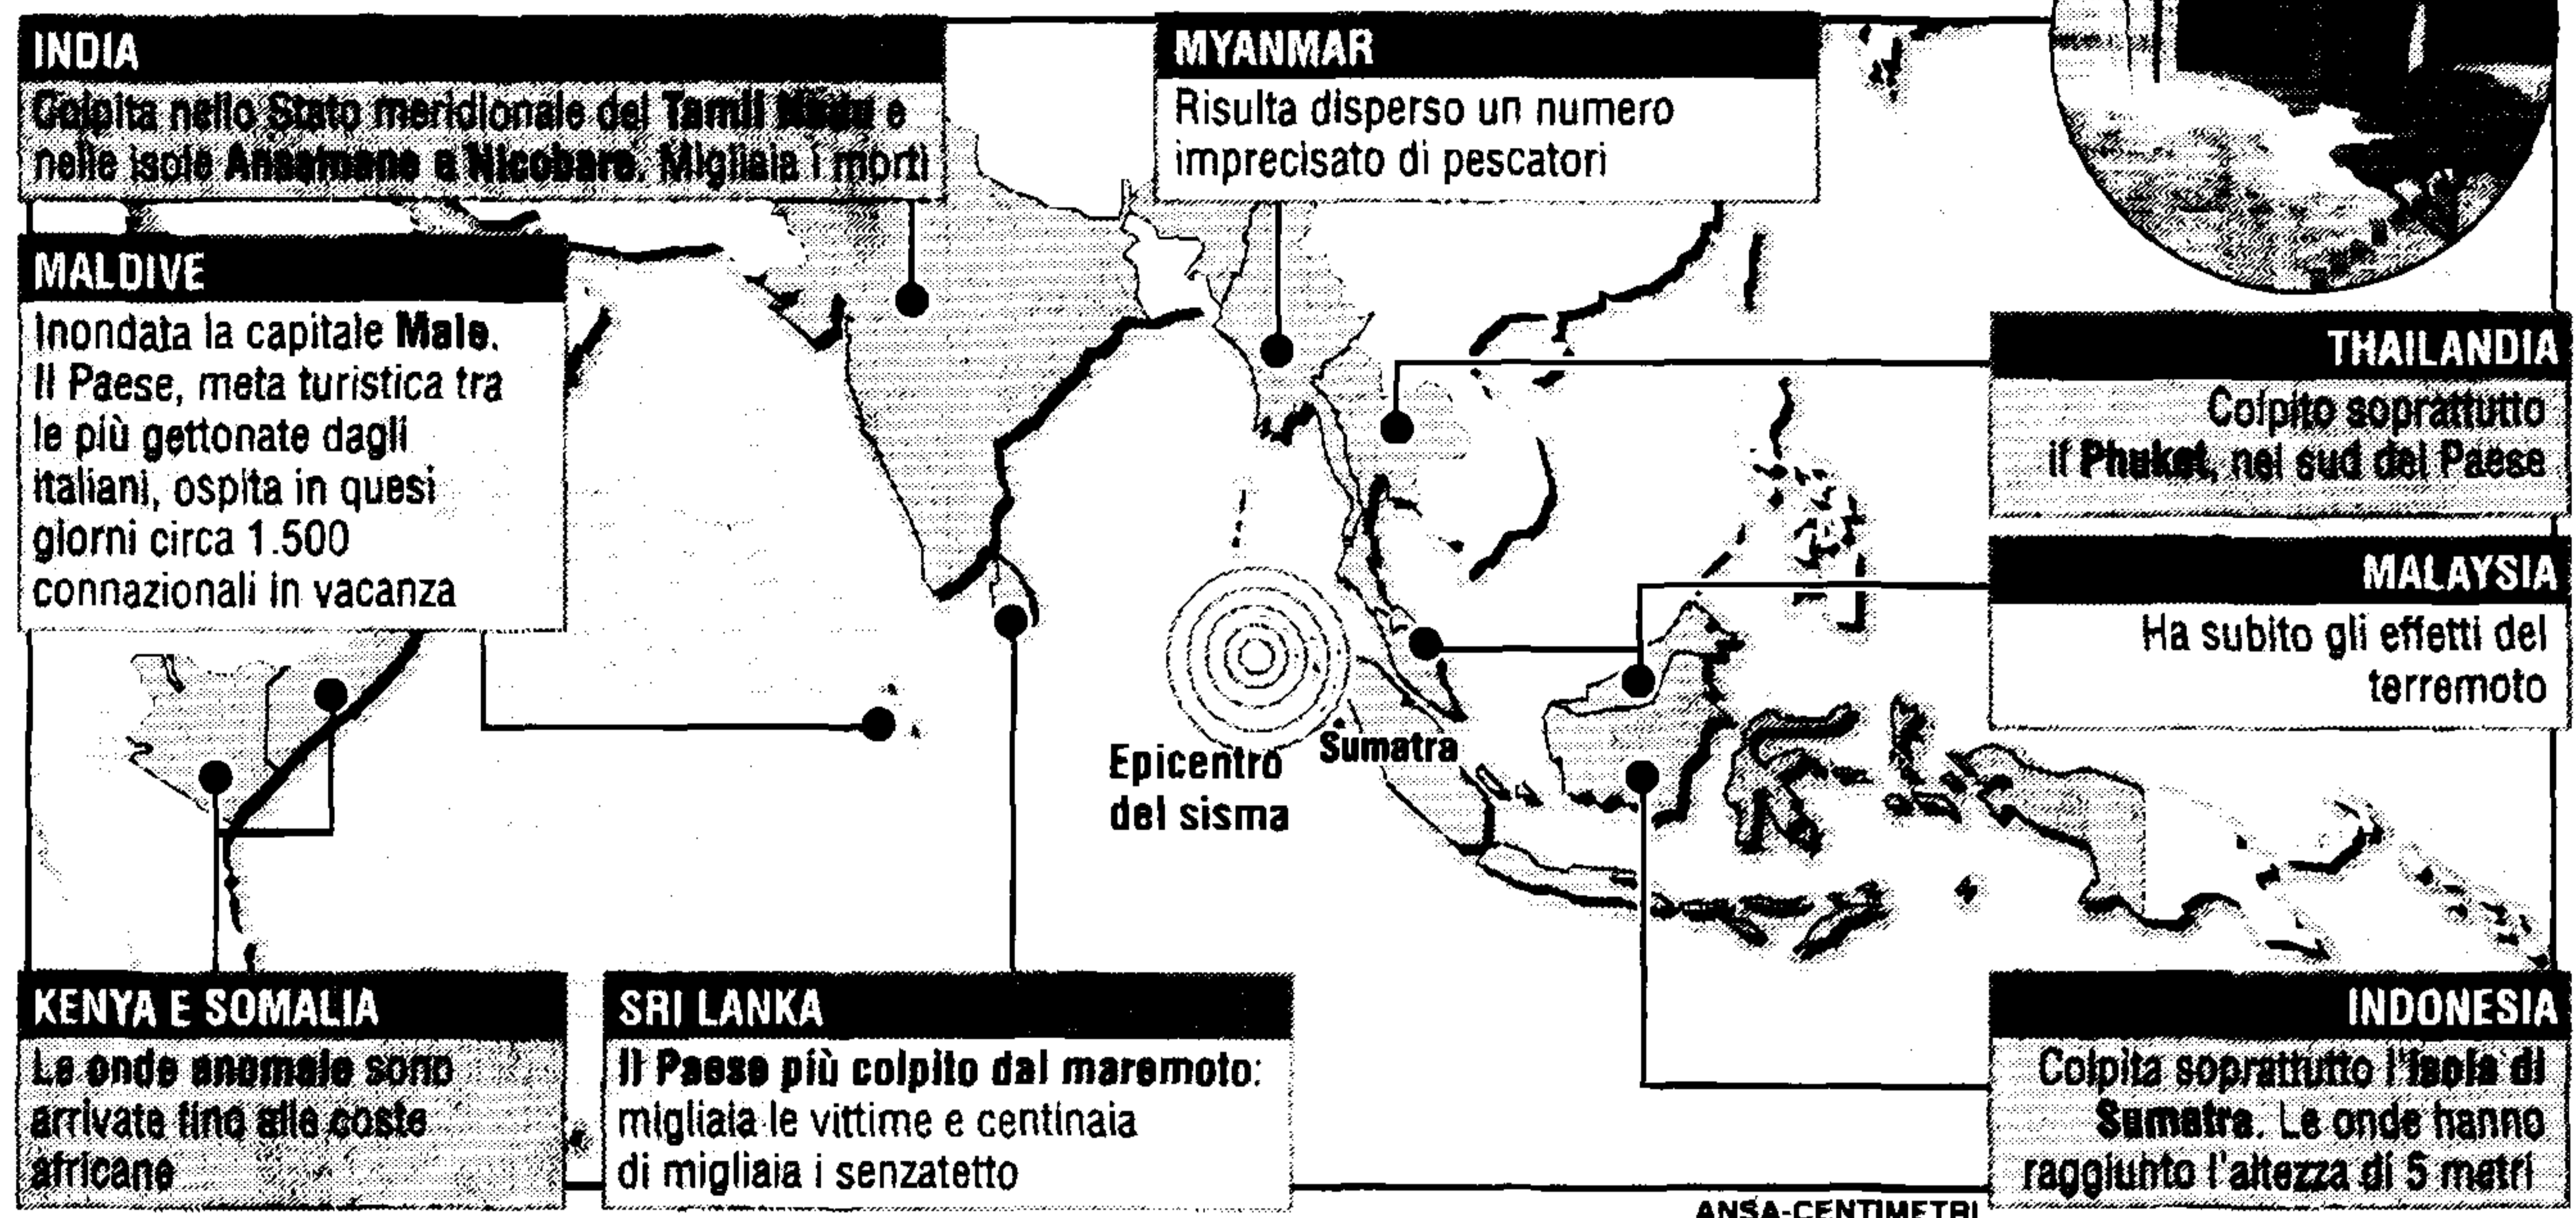 INDIA
Colpita nello Stato meridionale del Tamil Nadu e
nelle isole Andamane e Nicobare. Migliaia i morti
MYANMAR
Risulta disperso un numero
imprecisato di pescatori
MALDIVE
Inondata la capitale Male.
Il Paese, meta turistica tra
le più gettonate dagli
italiani, ospita in quesi
giorni circa 1.500
connazionali in vacanza
THAILANDIA
Colpito soprattutto
il Phuket, nel sud del Paese
MALAYSIA
Ha subito gli effetti del
terremoto
Epicentro
del sisma
Sumatra
KENYA E SOMALIA
Le onde anomale sono
arrivate fino alle coste
africane
SRI LANKA
Il Paese più colpito dal maremoto:
migliaia le vittime e centinaia
di migliaia i senzatetto
INDONESIA
Colpita soprattutto l'isola di
Sumatra. Le onde hanno
raggiunto l'altezza di 5 metri
ANSA-CENTIMETRI